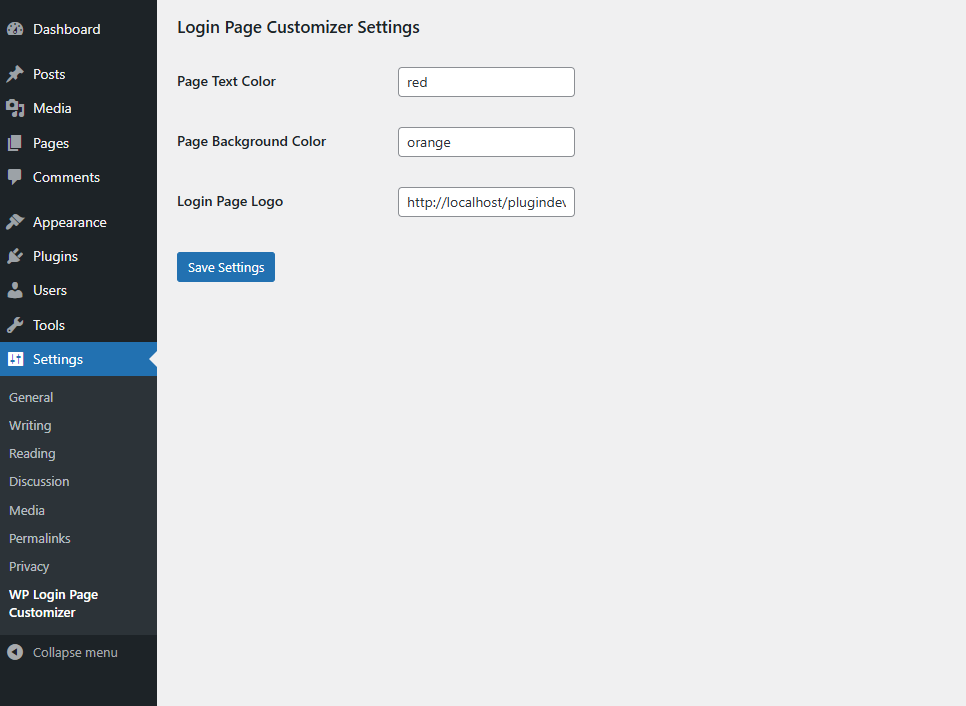 Dashboard
Posts
Media
Pages
Comments
Appearance
Plugins
Users
Tools
Settings
General
Writing
Reading
Discussion
Media
Permalinks
Privacy
WP Login Page
Customizer
Collapse menu
Login Page Customizer Settings
Page Text Color
red
Page Background Color
orange
Login Page Logo
http://localhost/plugindev
Save Settings